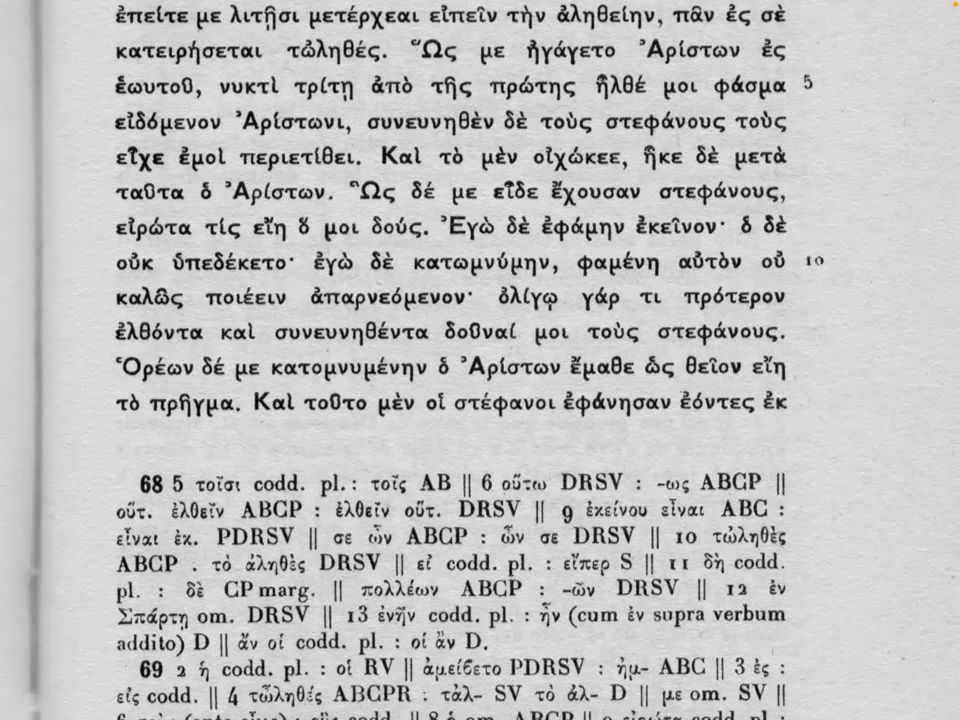 ἐπείτε με λιτῇσι μετέρχεαι εἰπεῖν τὴν ἀληθείην, πᾶν ἐς σὲ
κατειρήσεται τὠληθές. Ὥς με ἠγάγετο Ἀρίστων ἐς
ἑωυτοῦ, νυκτὶ τρίτῃ ἀπὸ τῆς πρώτης ἦλθέ μοι φάσμα 5
εἰδόμενον Ἀρίστωνι, συνευνηθὲν δὲ τοὺς στεφάνους τοὺς
εἶχε ἐμοὶ περιετίθει. Καὶ τὸ μὲν οἰχώκεε, ἧκε δὲ μετὰ
ταῦτα ὁ Ἀρίστων. Ὣς δέ με εἶδε ἔχουσαν στεφάνους,
εἰρώτα τίς εἴη ὅ μοι δούς. Ἐγὼ δὲ ἐφάμην ἐκεῖνον· ὁ δὲ
οὐκ ὑπεδέκετο· ἐγὼ δὲ κατωμνύμην, φαμένη αὐτὸν οὐ 10
καλῶς ποιέειν ἀπαρνεόμενον· ὀλίγῳ γάρ τι πρότερον
ἐλθόντα καὶ συνευνηθέντα δοῦναί μοι τοὺς στεφάνους.
Ὁρέων δέ με κατομνυμένην ὁ Ἀρίστων ἔμαθε ὡς θεῖον εἴη
τὸ πρῆγμα. Καὶ τοῦτο μὲν οἱ στέφανοι ἐφάνησαν ἐόντες ἐκ
68 5 τοῖσι codd. pl. : τοῖς AB || 6 οὕτω DRSV : -ως ABCP ||
οὕτ. ἐλθεῖν ABCP : ἐλθεῖν οὕτ. DRSV || 9 ἐκείνου εἶναι ABC :
εἶναι ἐκ. PDRSV || σε ὦν ABCP : ὦν σε DRSV || 10 τὠληθὲς
ABCP . τὸ ἀληθὲς DRSV || εἰ codd. pl. : εἴπερ S || 11 δὴ codd.
pl. : δὲ CP marg. || πολλέων ABCP : -ῶν DRSV || 12 ἐν
Σπάρτῃ om. DRSV || 13 ἐνῆν codd. pl. : ἦν (cum ἐν supra verbum
addito) D || ἄν οἱ codd. pl. : οἱ ἂν D.
69 2 ἡ codd. pl. : οἱ RV || ἀμείβετο PDRSV : ἠμ- ABC || 3 ἐς :
εἰς codd. || 4 τὠληθές ABCPR : τἀλ- SV τὸ ἀλ- D || με om. SV ||